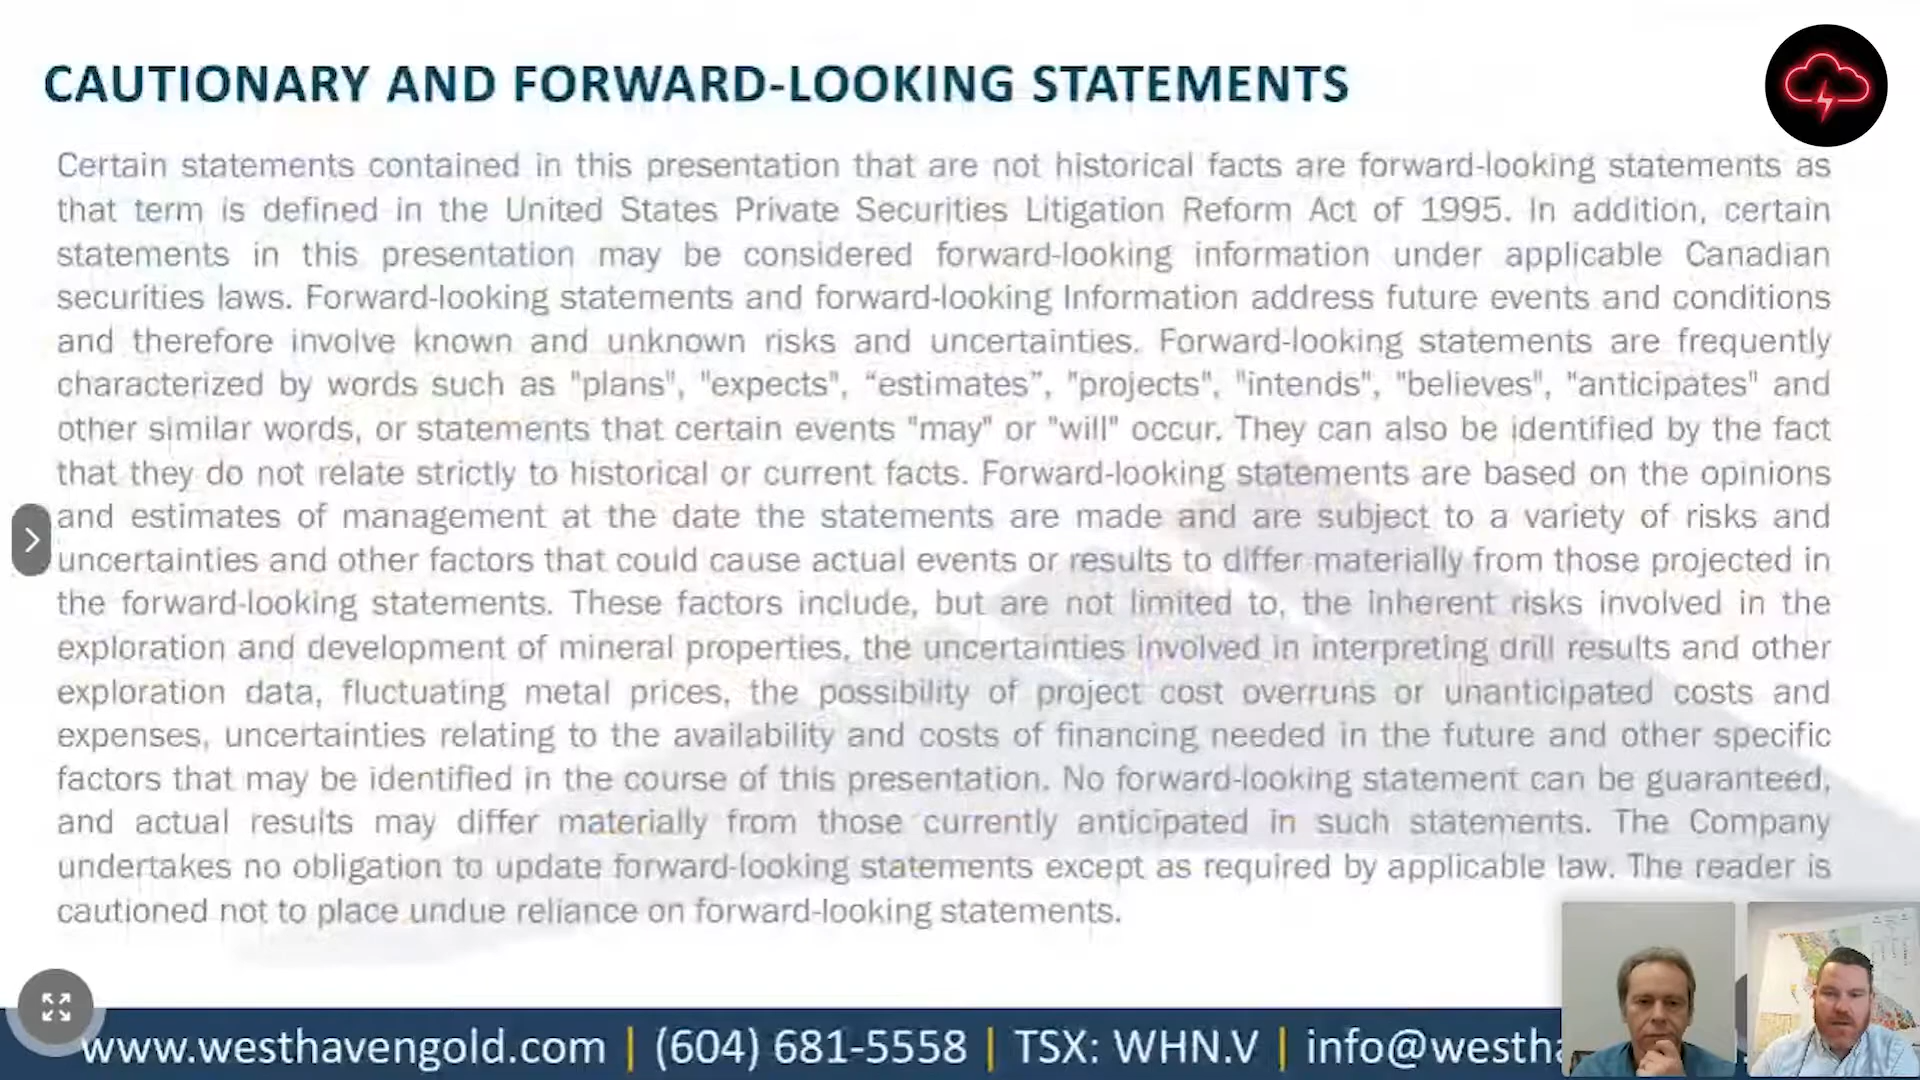 CAUTIONARY AND FORWARD-LOOKING STATEMENTS
Certain statements contained in this presentation that are not historical facts are forward-looking statements as
that term is defined in the United States Private Securities Litigation Reform Act of 1995. In addition, certain
statements in this presentation may be considered forward-looking information under applicable Canadian
securities laws. Forward-looking statements and forward-looking Information address future events and conditions
and therefore involve known and unknown risks and uncertainties. Forward-looking statements are frequently
characterized by words such as "plans", "expects", “estimates”, "projects", "intends", "believes", "anticipates" and
other similar words, or statements that certain events "may" or "will" occur. They can also be identified by the fact
that they do not relate strictly to historical or current facts. Forward-looking statements are based on the opinions
and estimates of management at the date the statements are made and are subject to a variety of risks and
uncertainties and other factors that could cause actual events or results to differ materially from those projected in
the forward-looking statements. These factors include, but are not limited to, the inherent risks involved in the
exploration and development of mineral properties, the uncertainties involved in interpreting drill results and other
exploration data, fluctuating metal prices, the possibility of project cost overruns or unanticipated costs and
expenses, uncertainties relating to the availability and costs of financing needed in the future and other specific
factors that may be identified in the course of this presentation. No forward-looking statement can be guaranteed,
and actual results may differ materially from those currently anticipated in such statements. The Company
undertakes no obligation to update forward-looking statements except as required by applicable law. The reader is
cautioned not to place undue reliance on forward-looking statements.
www.westhavengold.com | (604) 681-5558 | TSX: WHN.V | info@westh